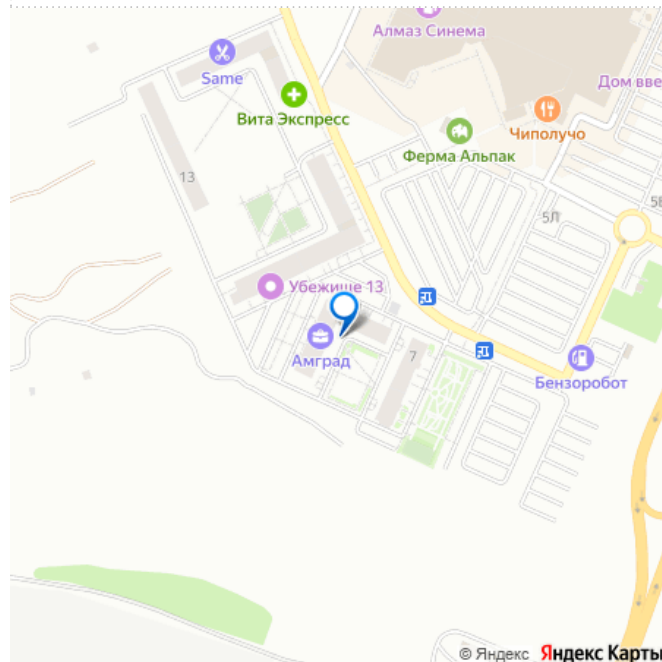 Алмаз Синема
Same
Дом вве
Вита Экспресс
Чиполучо
Ферма Альпак
13
5Л
5В
Убежище 13
Амград
7
Бензоробот
© Яндекс Яндекс Карты